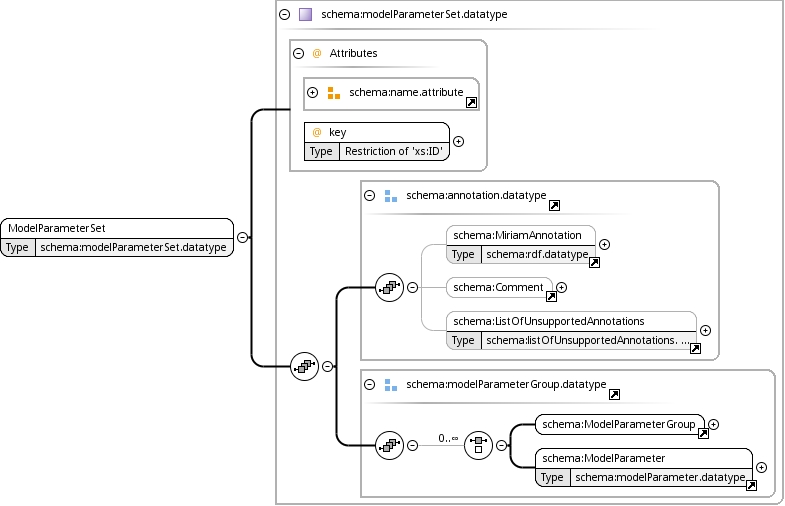 schema:modelParameterSet.datatype
@ Attributes
schema:name.attribute
@ key
Type Restriction of 'xs:ID'
schema:annotation.datatype
ModelParameterSet
Type schema:modelParameterSet.datatype
schema:MiriamAnnotation
Type schema:rdf.datatype
schema:Comment
schema:ListOfUnsupportedAnnotations
Type schema:listOfUnsupportedAnnotations. ...
schema:modelParameterGroup.datatype
0..∞
schema:ModelParameterGroup
schema:ModelParameter
Type schema:modelParameter.datatype